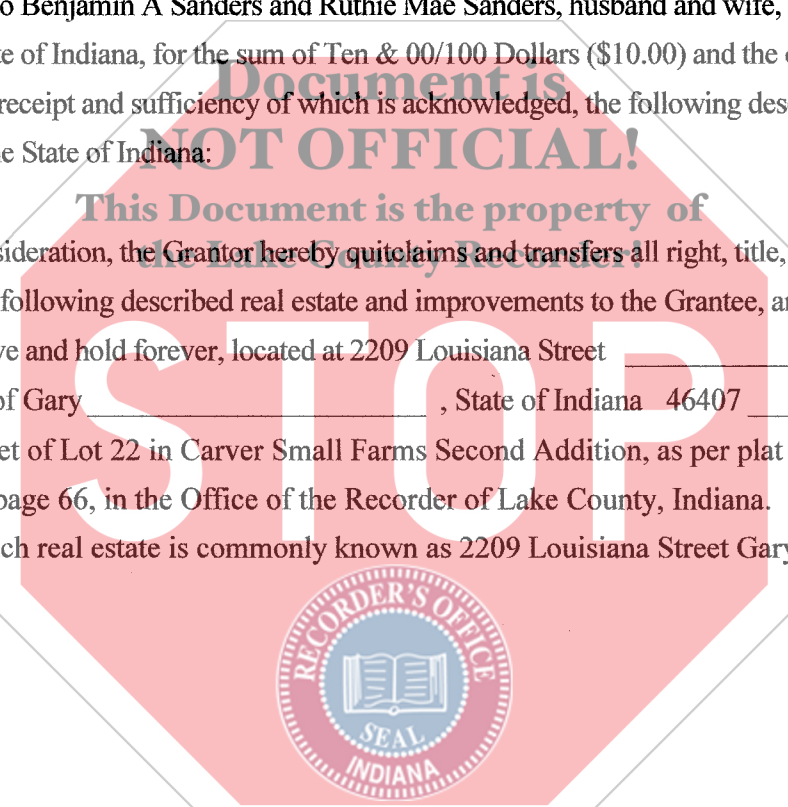 o Benjamin A Sanders and Ruthie Mae Sanders, husband and wife,
te of Indiana, for the sum of Ten & 00/100 Dollars ($10.00) and the
Document is
receipt and sufficiency of which is acknowledged, the following des
NOT OFFICIAL!
e State of Indiana:
This Document is the property of
sideration, the Grantor hereby quitclaims and transfers all right, title,
the Lake County Recorder!
following described real estate and improvements to the Grantee, a
ve and hold forever, located at 2209 Louisiana Street
of Gary , State of Indiana 46407
STOP
et of Lot 22 in Carver Small Farms Second Addition, as per plat
page 66, in the Office of the Recorder of Lake County, Indiana.
ch real estate is commonly known as 2209 Louisiana Street Gary
RECORDER'S OFFICE
SEAL
INDIANA